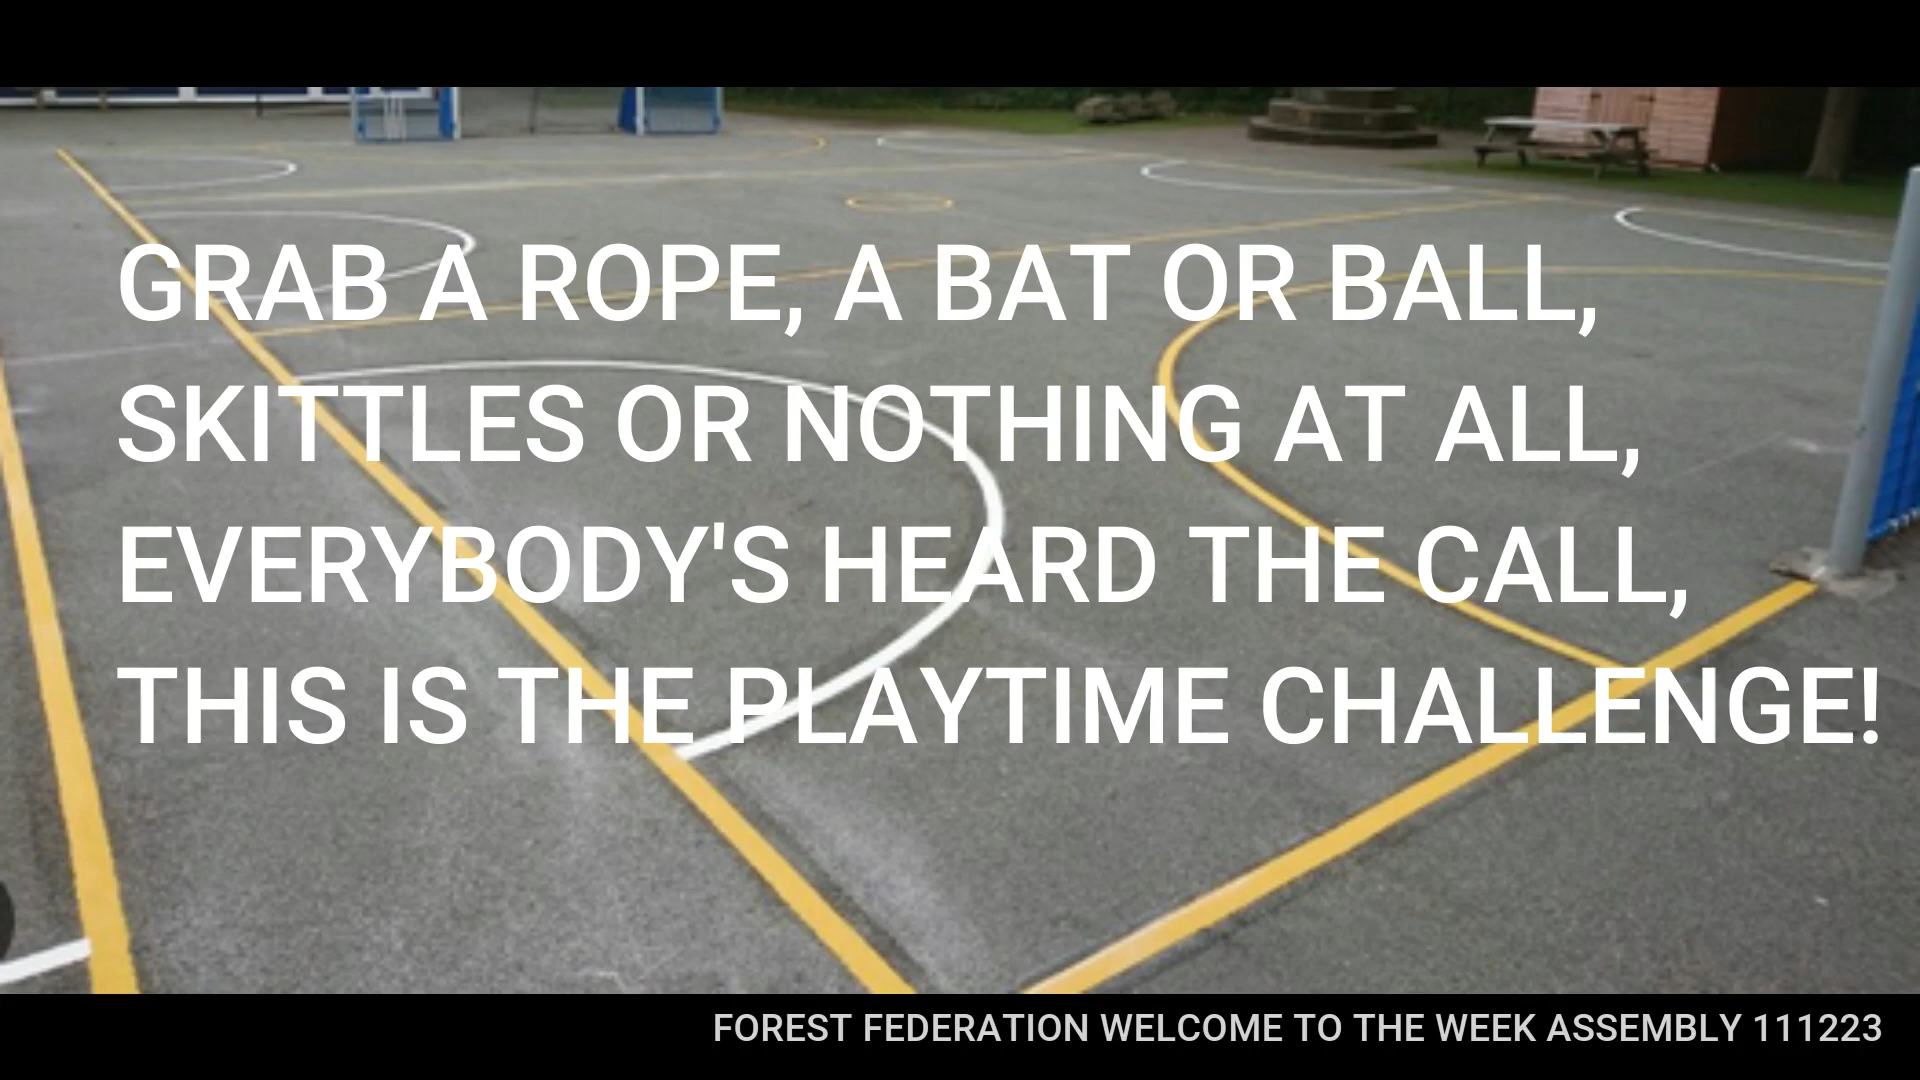 GRAB A ROPE, A BAT OR BALL,
SKITTLES OR NOTHING AT ALL,
EVERYBODY'S HEARD THE CALL,
THIS IS THE PLAYTIME CHALLENGE!
FOREST FEDERATION WELCOME TO THE WEEK ASSEMBLY 111223